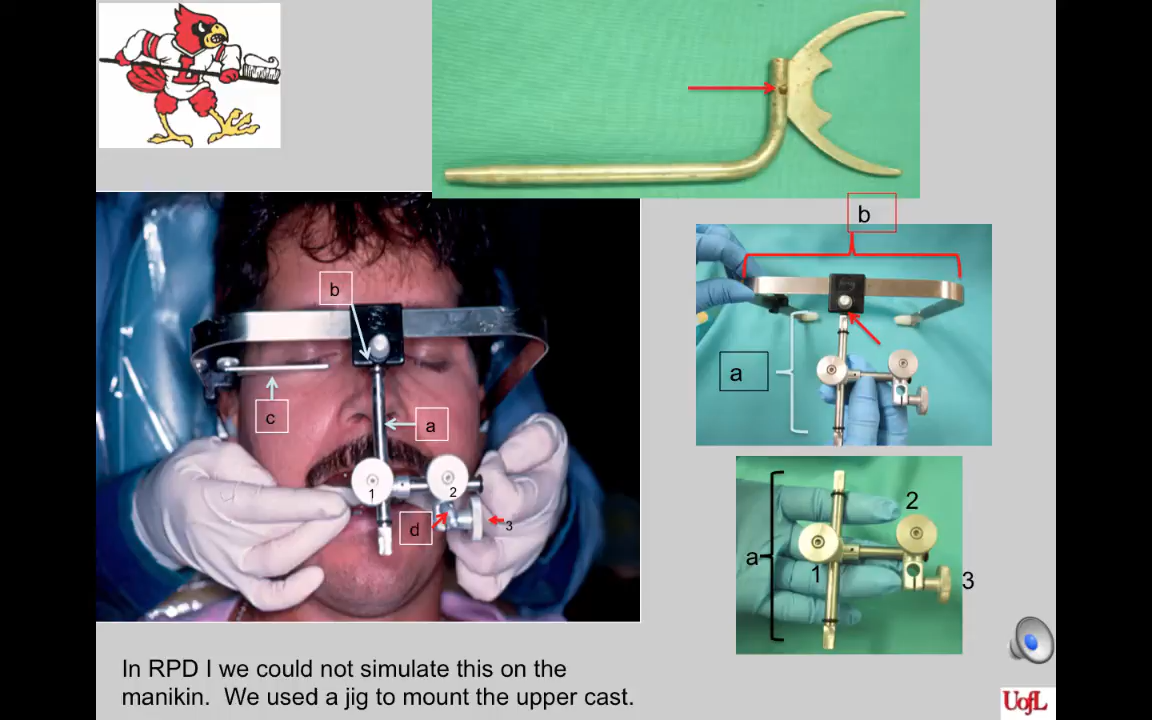 b
b
c
a
1
2
d
3
a
a
2
1
3
In RPD I we could not simulate this on the
manikin.  We used a jig to mount the upper cast.
UofL